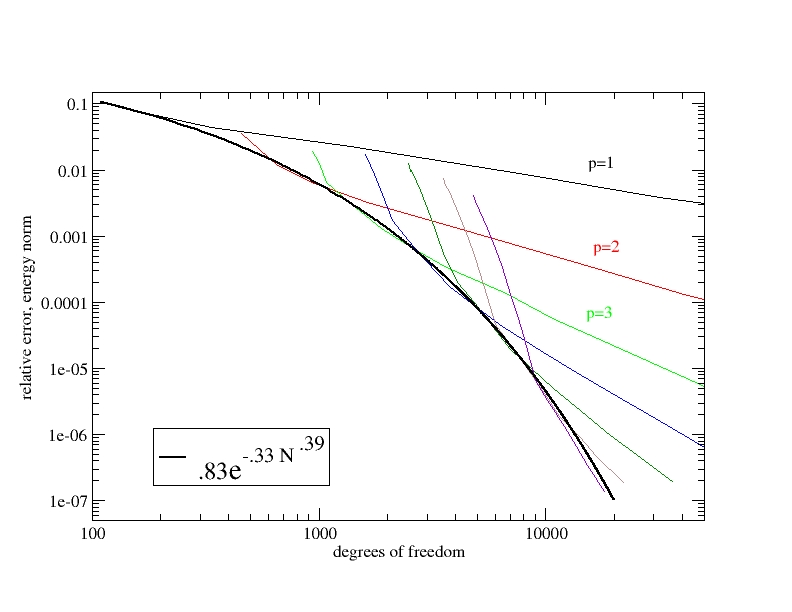 0.1
0.01
0.001
0.0001
1e-05
1e-06
1e-07
relative error, energy norm
p=1
p=2
p=3
.83e-.33 N .39
100
1000
10000
degrees of freedom